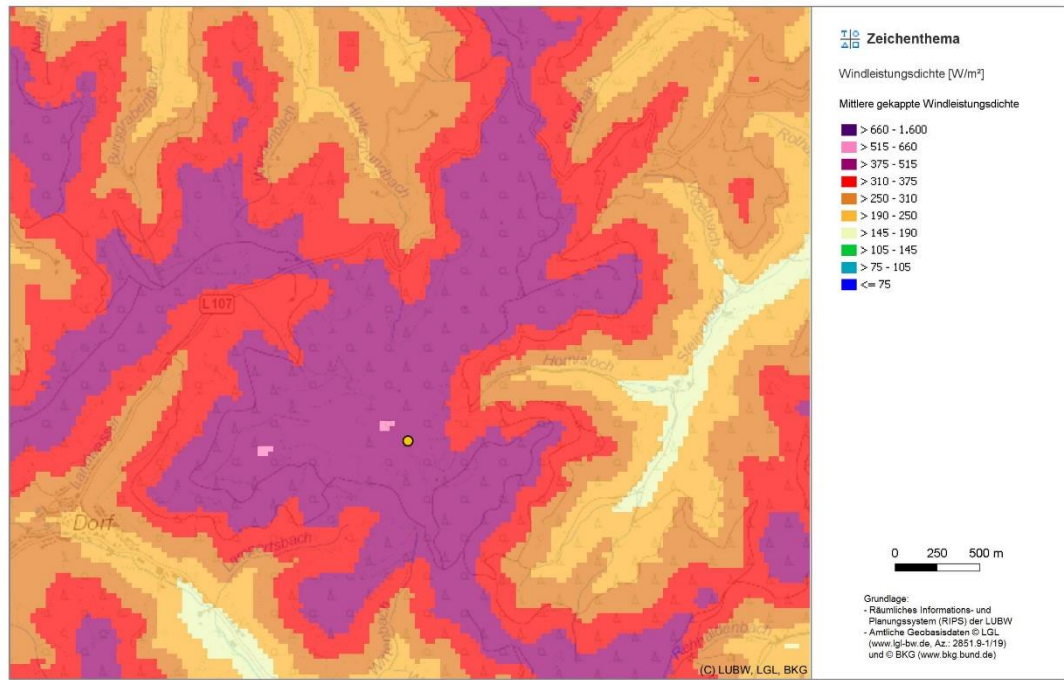 L 107
Dorf
(C) LUBW, LGL, BKG
Zeichenthema
Windleistungsdichte [W/m²]
Mittlere gekappte Windleistungsdichte
> 660 - 1.600
> 515 - 660
> 375 - 515
> 310 - 375
> 250 - 310
> 190 - 250
> 145 - 190
> 105 - 145
> 75 - 105
<= 75
0 250 500 m
Grundlage:
- Räumliches Informations- und
Planungssystem (RIPS) der LUBW
- Amtliche Geobasisdaten © LGL
(www.lgl-bw.de, Az.: 2851.9-1/19)
und © BKG (www.bkg.bund.de)